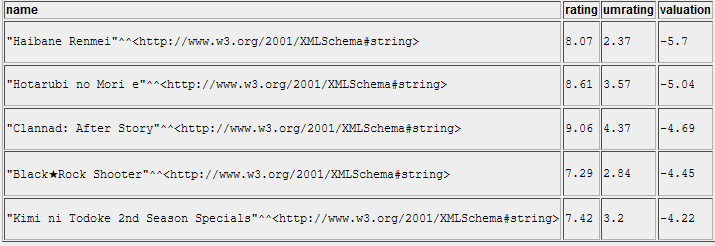 name rating umrating valuation
"Haibane Renmei"^^<http://www.w3.org/2001/XMLSchema#string> 8.07 2.37 -5.7
"Hotarubi no Mori e"^^<http://www.w3.org/2001/XMLSchema#string> 8.61 3.57 -5.04
"Clannad: After Story"^^<http://www.w3.org/2001/XMLSchema#string> 9.06 4.37 -4.69
"Black★Rock Shooter"^^<http://www.w3.org/2001/XMLSchema#string> 7.29 2.84 -4.45
"Kimi ni Todoke 2nd Season Specials"^^<http://www.w3.org/2001/XMLSchema#string> 7.42 3.2 -4.22